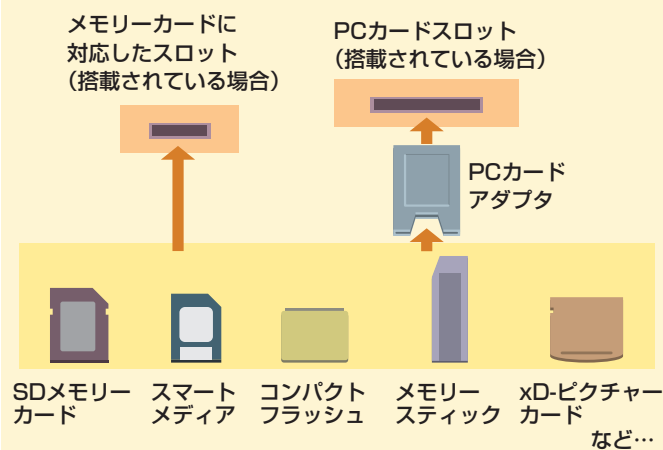 メモリーカードに
対応したスロット
（搭載されている場合）
PCカードスロット
（搭載されている場合）
PCカード
アダプタ
SDメモリー
カード
スマート
メディア
コンパクト
フラッシュ
メモリー
スティック
xD-ピクチャー
カード
など…